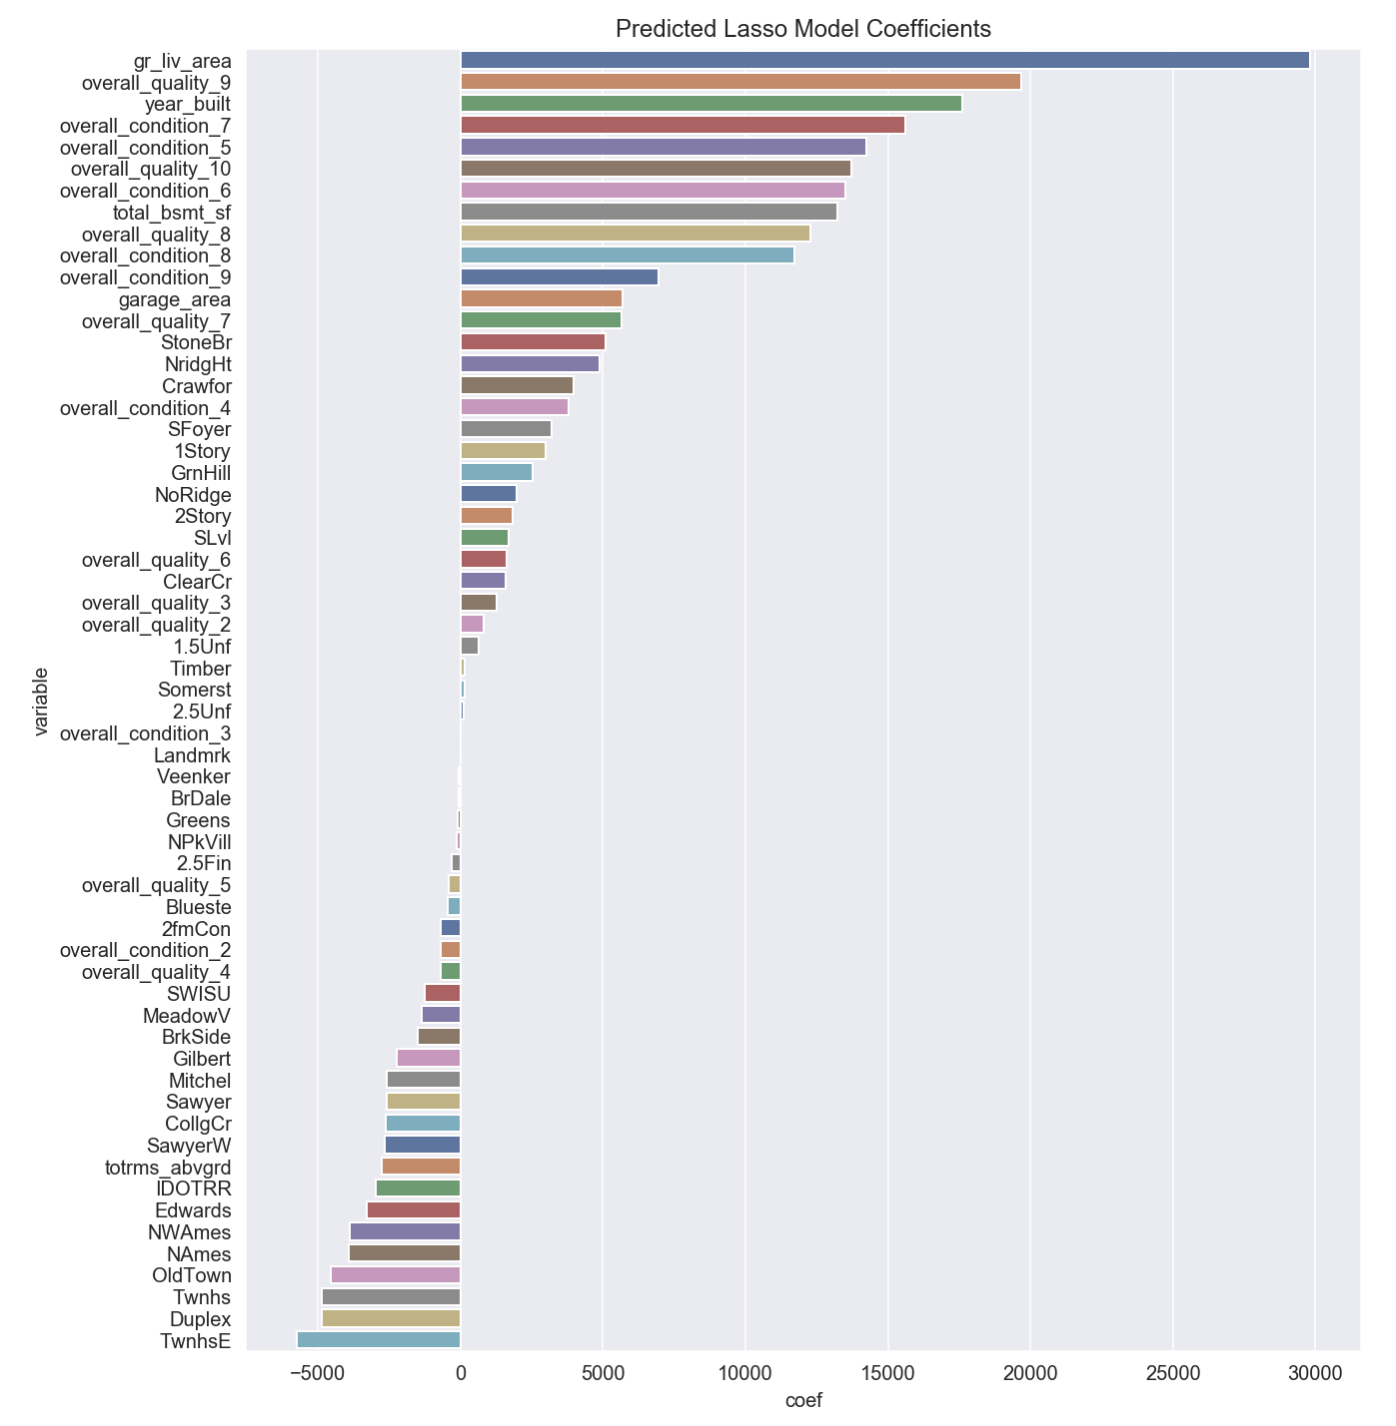 Predicted Lasso Model Coefficients
gr_liv_area
overall_quality_9
year_built
overall_condition_7
overall_condition_5
overall_quality_10
overall_condition_6
total_bsmt_sf
overall_quality_8
overall_condition_8
overall_condition_9
garage_area
overall_quality_7
StoneBr
NridgHt
Crawfor
overall_condition_4
SFoyer
1Story
GrnHill
NoRidge
2Story
SLvl
overall_quality_6
ClearCr
overall_quality_3
overall_quality_2
1.5Unf
Timber
Somerst
2.5Unf
overall_condition_3
Landmrk
Veenker
BrDale
Greens
NPkVill
2.5Fin
overall_quality_5
Blueste
2fmCon
overall_condition_2
overall_quality_4
SWISU
MeadowV
BrkSide
Gilbert
Mitchel
Sawyer
CollgCr
SawyerW
totrms_abvgrd
IDOTRR
Edwards
NWAmes
NAmes
OldTown
Twnhs
Duplex
TwnhsE
variable
−5000 0 5000 10000 15000 20000 25000 30000
coef